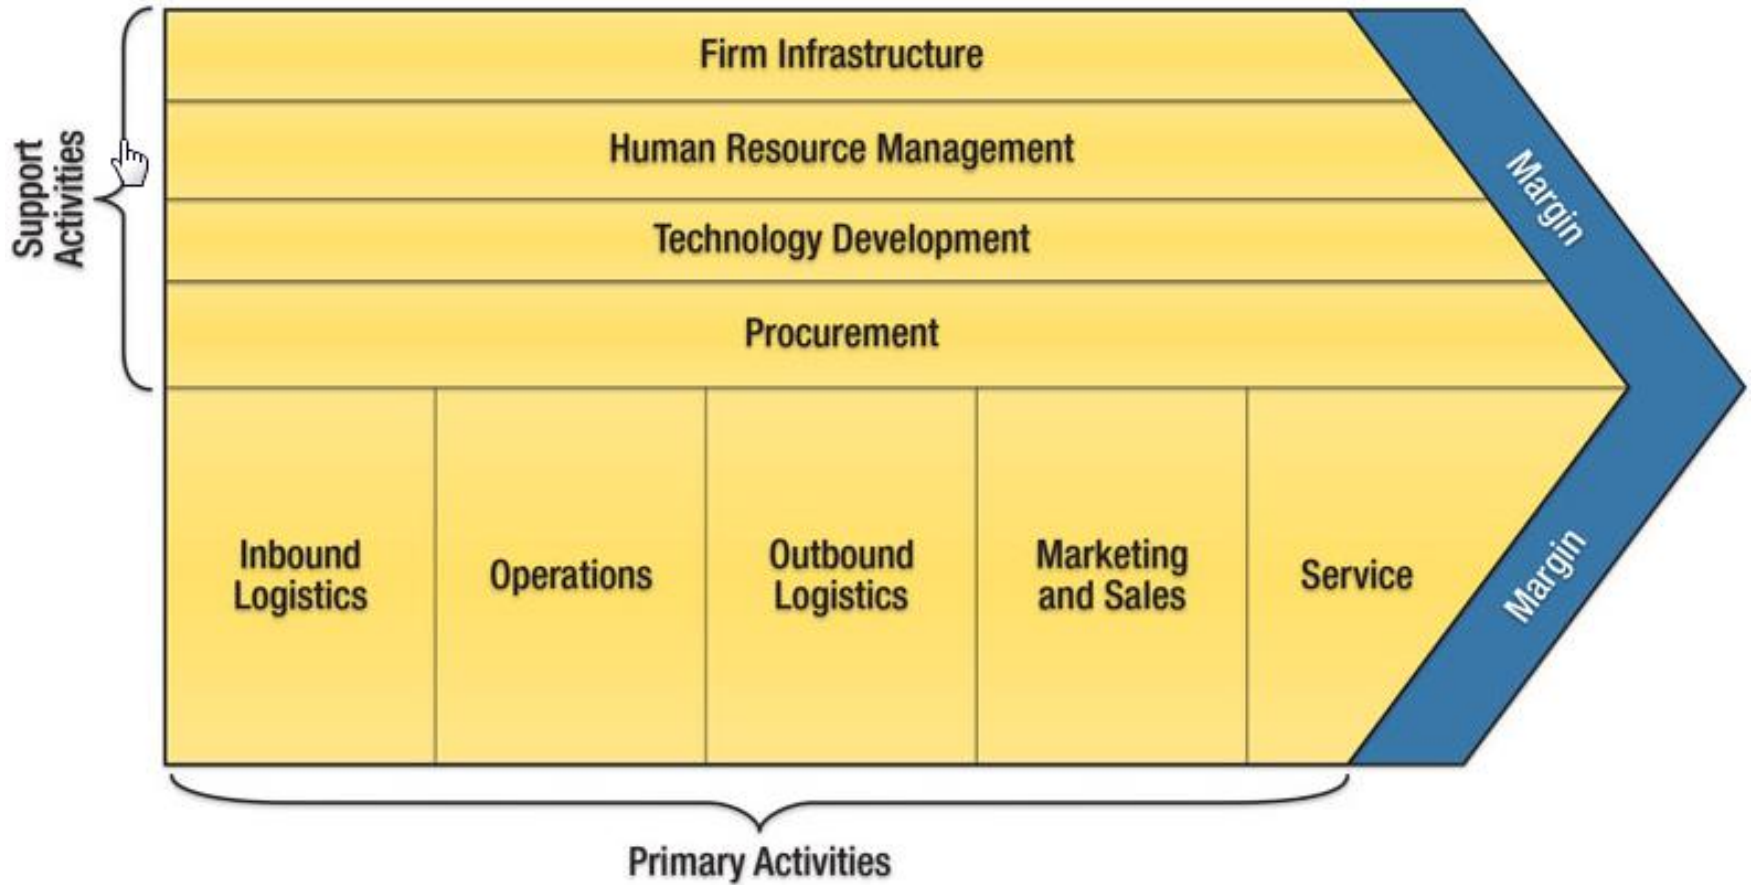 Firm Infrastructure
Support
Activities
Human Resource Management
Technology Development
Procurement
Margin
Inbound
Logistics
Operations
Outbound
Logistics
Marketing
and Sales
Service
Margin
Primary Activities